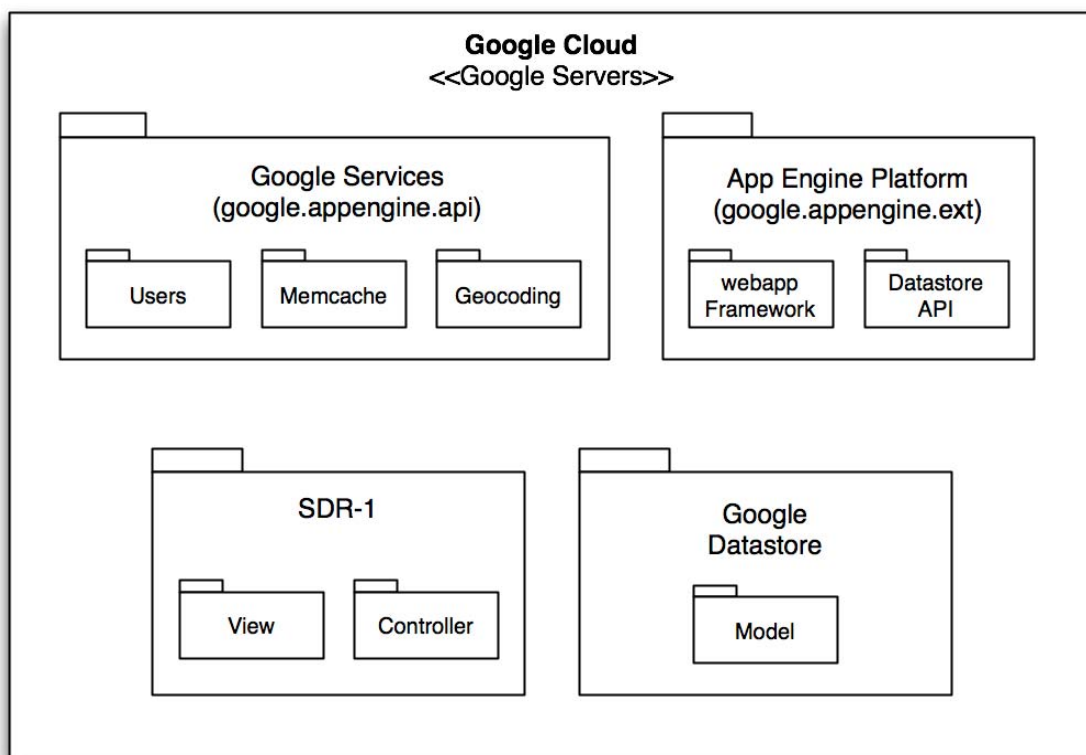 Google Cloud
<<Google Servers>>
Google Services
(google.appengine.api)
Users
Memcache
Geocoding
App Engine Platform
(google.appengine.ext)
webapp
Framework
Datastore
API
SDR-1
View
Controller
Google
Datastore
Model